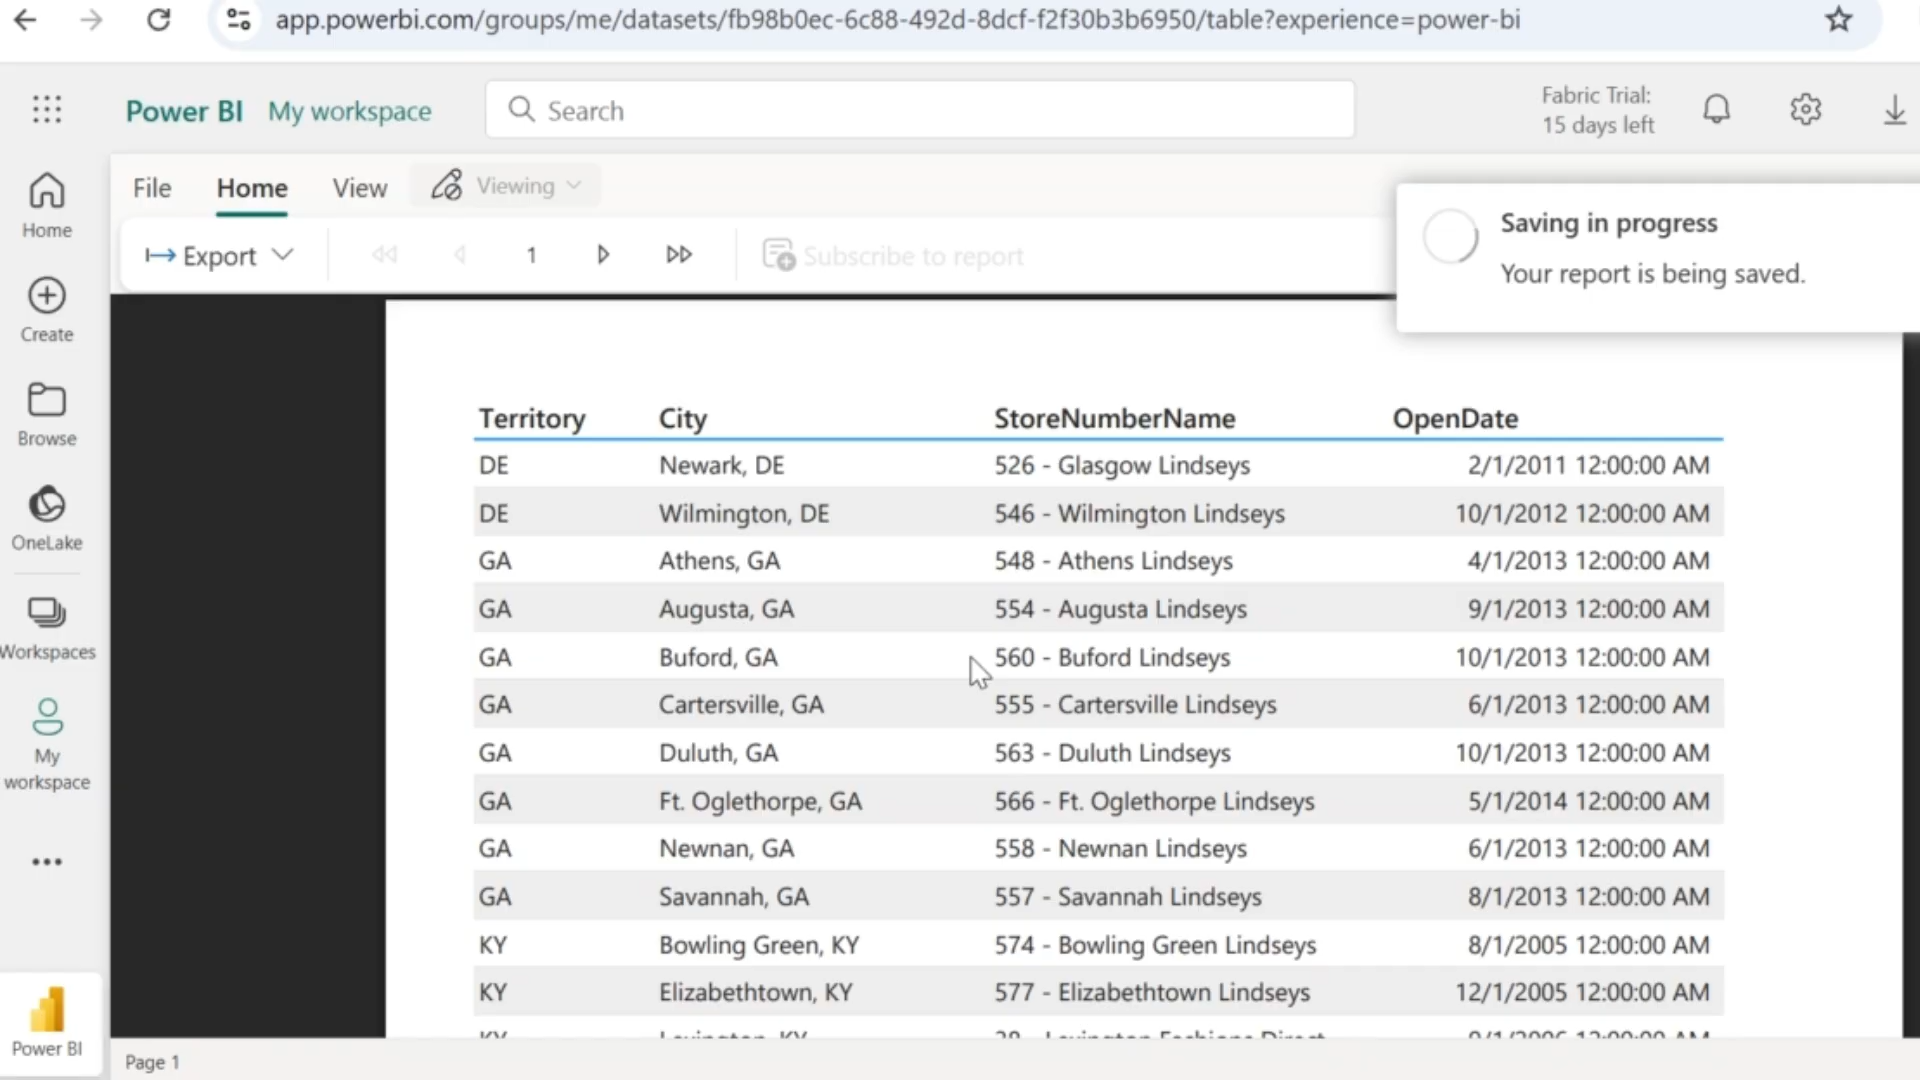 app.powerbi.com/groups/me/datasets/fb98b0ec-6c88-492d-8dcf-f2f30b3b6950/table?experience=power-bi
Power BI My workspace Search Fabric Trial:
15 days left
File Home View Viewing
Export 1 Subscribe to report
Saving in progress
Your report is being saved.
Home
Create
Browse
OneLake
Workspaces
My
workspace
Power BI
Territory City StoreNumberName OpenDate
DE Newark, DE 526 - Glasgow Lindseys 2/1/2011 12:00:00 AM
DE Wilmington, DE 546 - Wilmington Lindseys 10/1/2012 12:00:00 AM
GA Athens, GA 548 - Athens Lindseys 4/1/2013 12:00:00 AM
GA Augusta, GA 554 - Augusta Lindseys 9/1/2013 12:00:00 AM
GA Buford, GA 560 - Buford Lindseys 10/1/2013 12:00:00 AM
GA Cartersville, GA 555 - Cartersville Lindseys 6/1/2013 12:00:00 AM
GA Duluth, GA 563 - Duluth Lindseys 10/1/2013 12:00:00 AM
GA Ft. Oglethorpe, GA 566 - Ft. Oglethorpe Lindseys 5/1/2014 12:00:00 AM
GA Newnan, GA 558 - Newnan Lindseys 6/1/2013 12:00:00 AM
GA Savannah, GA 557 - Savannah Lindseys 8/1/2013 12:00:00 AM
KY Bowling Green, KY 574 - Bowling Green Lindseys 8/1/2005 12:00:00 AM
KY Elizabethtown, KY 577 - Elizabethtown Lindseys 12/1/2005 12:00:00 AM
Page 1